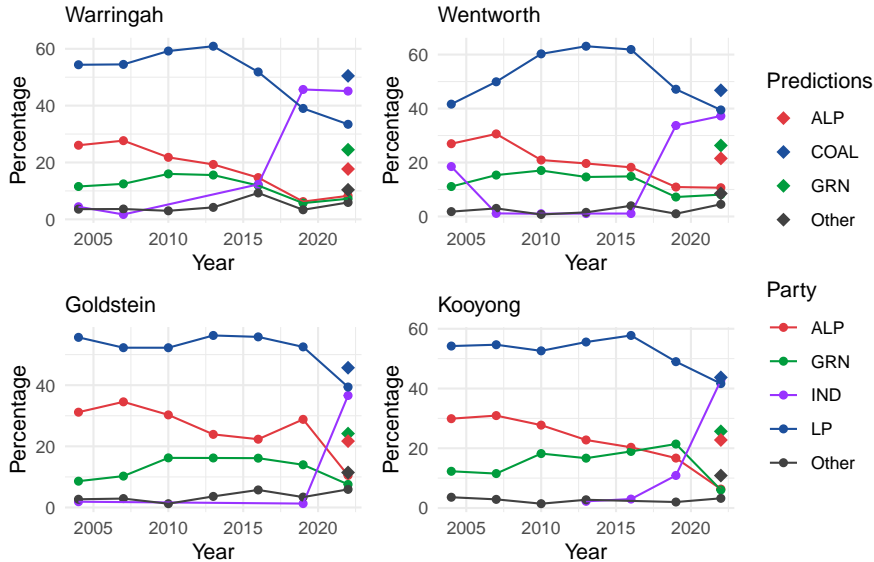 Warringah
Wentworth
60
40
20
0
Percentage
2005
2010
2015
2020
Year
60
40
20
0
Percentage
2005
2010
2015
2020
Year
Goldstein
Kooyong
40
20
0
Percentage
2005
2010
2015
2020
Year
60
40
20
0
Percentage
2005
2010
2015
2020
Year
Predictions
ALP
COAL
GRN
Other
Party
ALP
GRN
IND
LP
Other